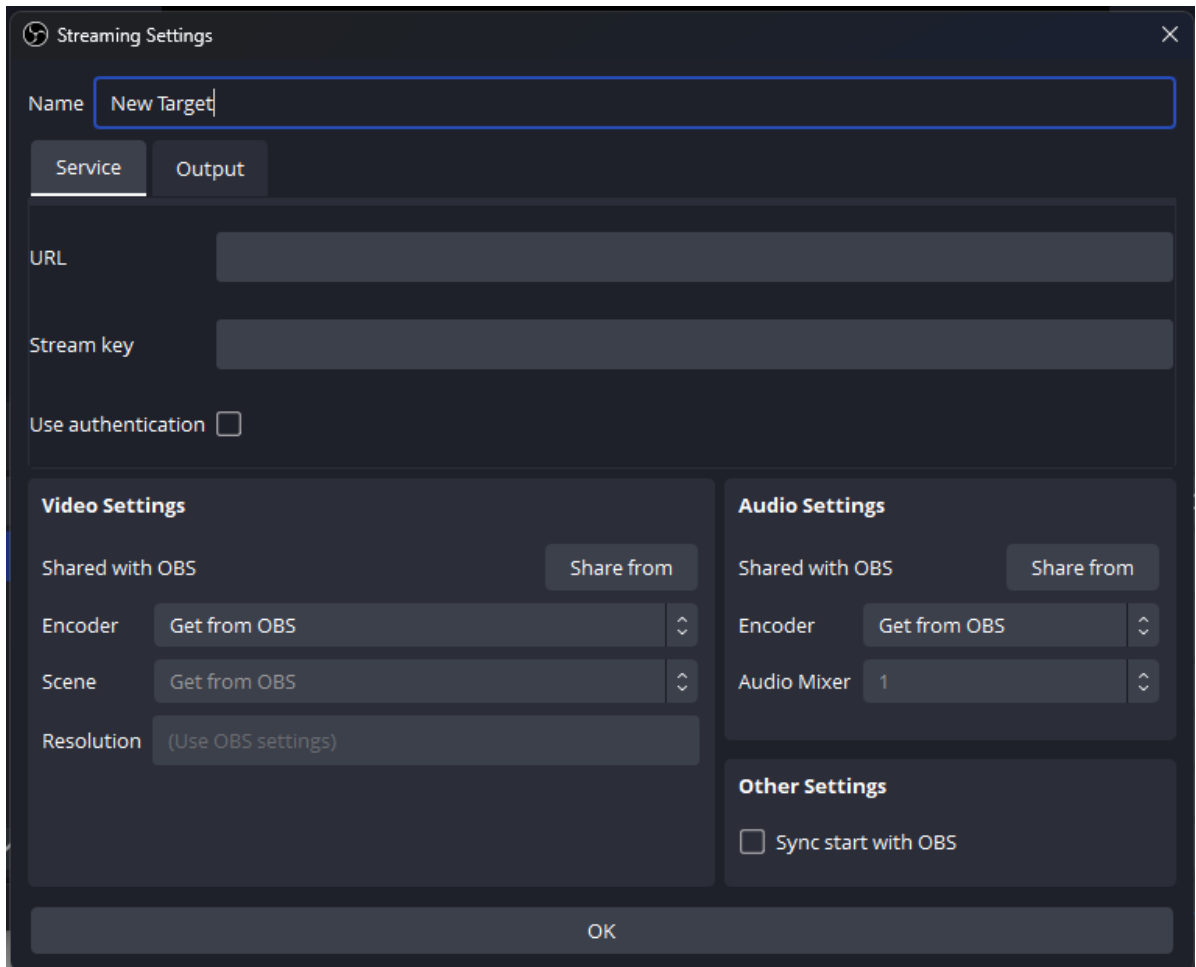 Streaming Settings
Name New Target
Service Output
URL
Stream key
Use authentication
Video Settings
Shared with OBS Share from
Encoder Get from OBS
Scene Get from OBS
Resolution (Use OBS settings)
Audio Settings
Shared with OBS Share from
Encoder Get from OBS
Audio Mixer 1
Other Settings
Sync start with OBS
OK